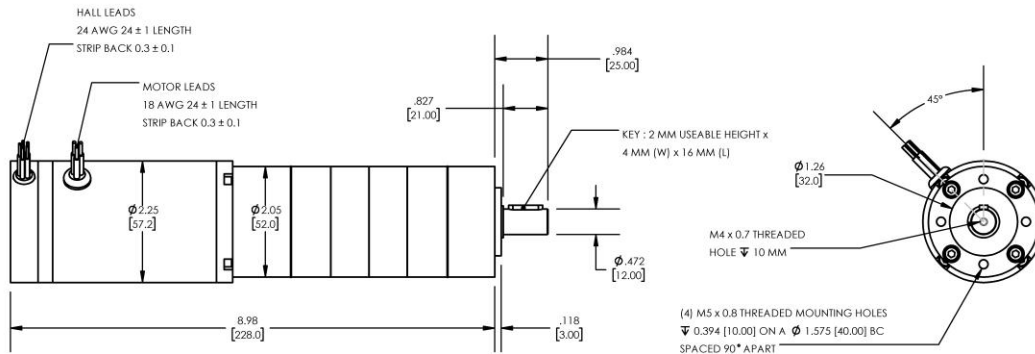 HALL LEADS
24 AWG 24 ± 1 LENGTH
STRIP BACK 0.3 ± 0.1
MOTOR LEADS
18 AWG 24 ± 1 LENGTH
STRIP BACK 0.3 ± 0.1
.984
[25.00]
.827
[21.00]
KEY : 2 MM USEABLE HEIGHT x
4 MM (W) x 16 MM (L)
Ø2.25
[57.2]
Ø2.05
[52.0]
Ø.472
[12.00]
8.98
[228.0]
.118
[3.00]
45°
Ø1.26
[32.0]
M4 x 0.7 THREADED
HOLE ↧ 10 MM
(4) M5 x 0.8 THREADED MOUNTING HOLES
↧ 0.394 [10.00] ON A Ø 1.575 [40.00] BC
SPACED 90° APART